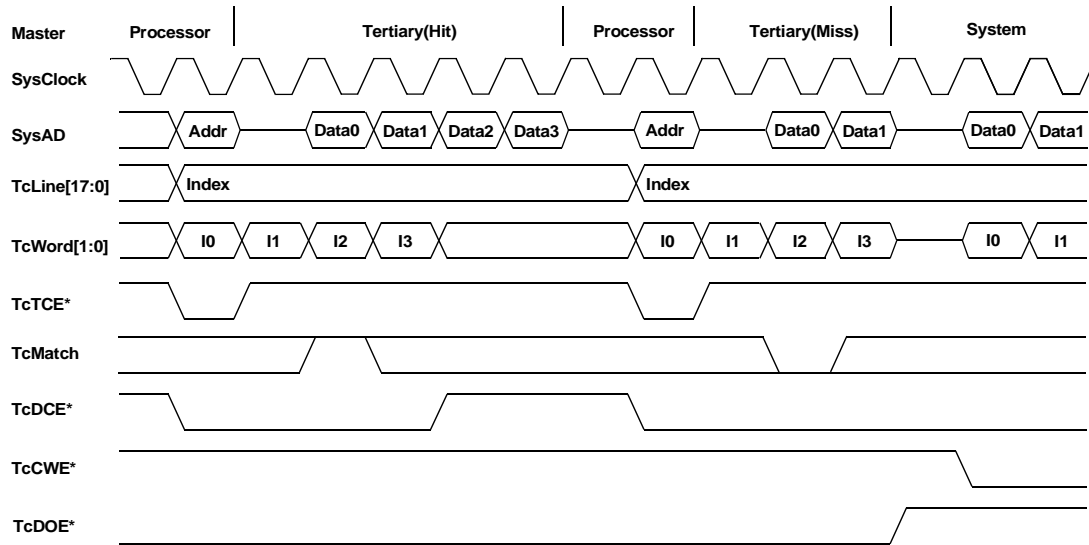 Master Processor Tertiary(Hit) Processor Tertiary(Miss) System
SysClock
SysAD Addr Data0 Data1 Data2 Data3 Addr Data0 Data1 Data0 Data1
TcLine[17:0] Index Index
TcWord[1:0] I0 I1 I2 I3 I0 I1 I2 I3 I0 I1
TcTCE*
TcMatch
TcDCE*
TcCWE*
TcDOE*